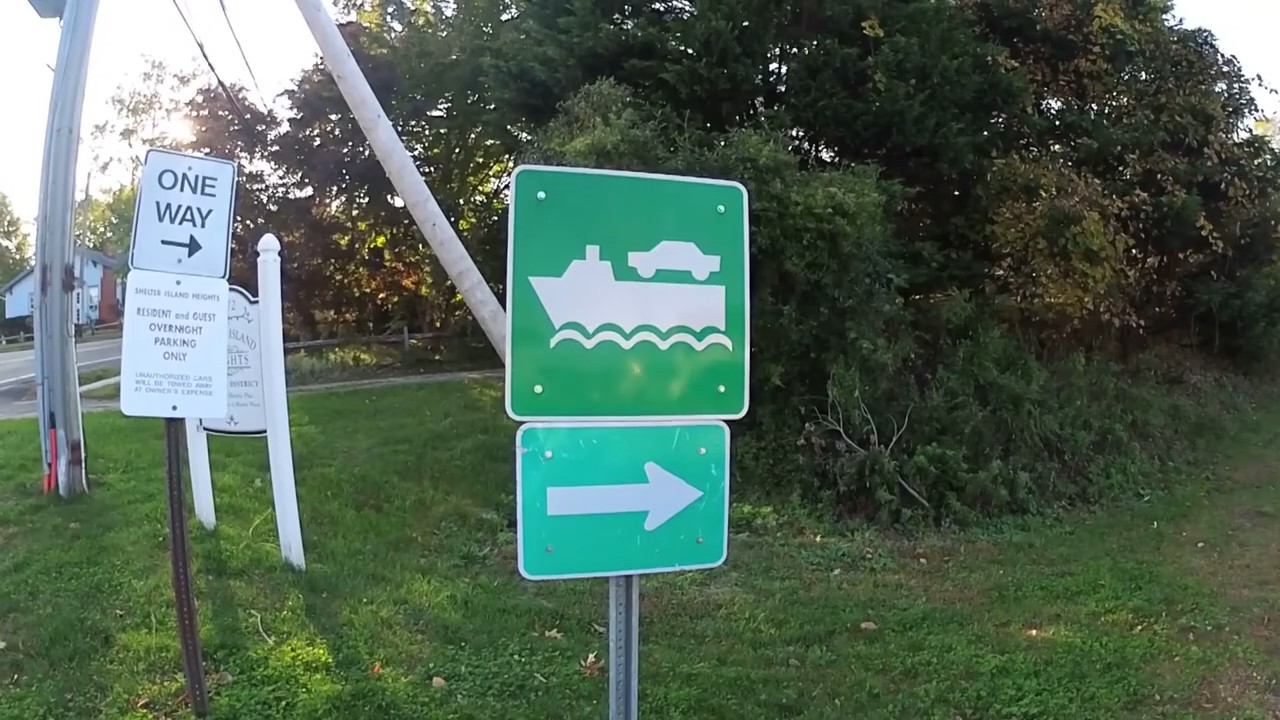 ONE
WAY
SHELTER ISLAND HEIGHTS
RESIDENT and GUEST
OVERNIGHT
PARKING
ONLY
UNAUTHORIZED CARS
WILL BE TOWED AWAY
AT OWNER'S EXPENSE
ISLAND
DISTRICT